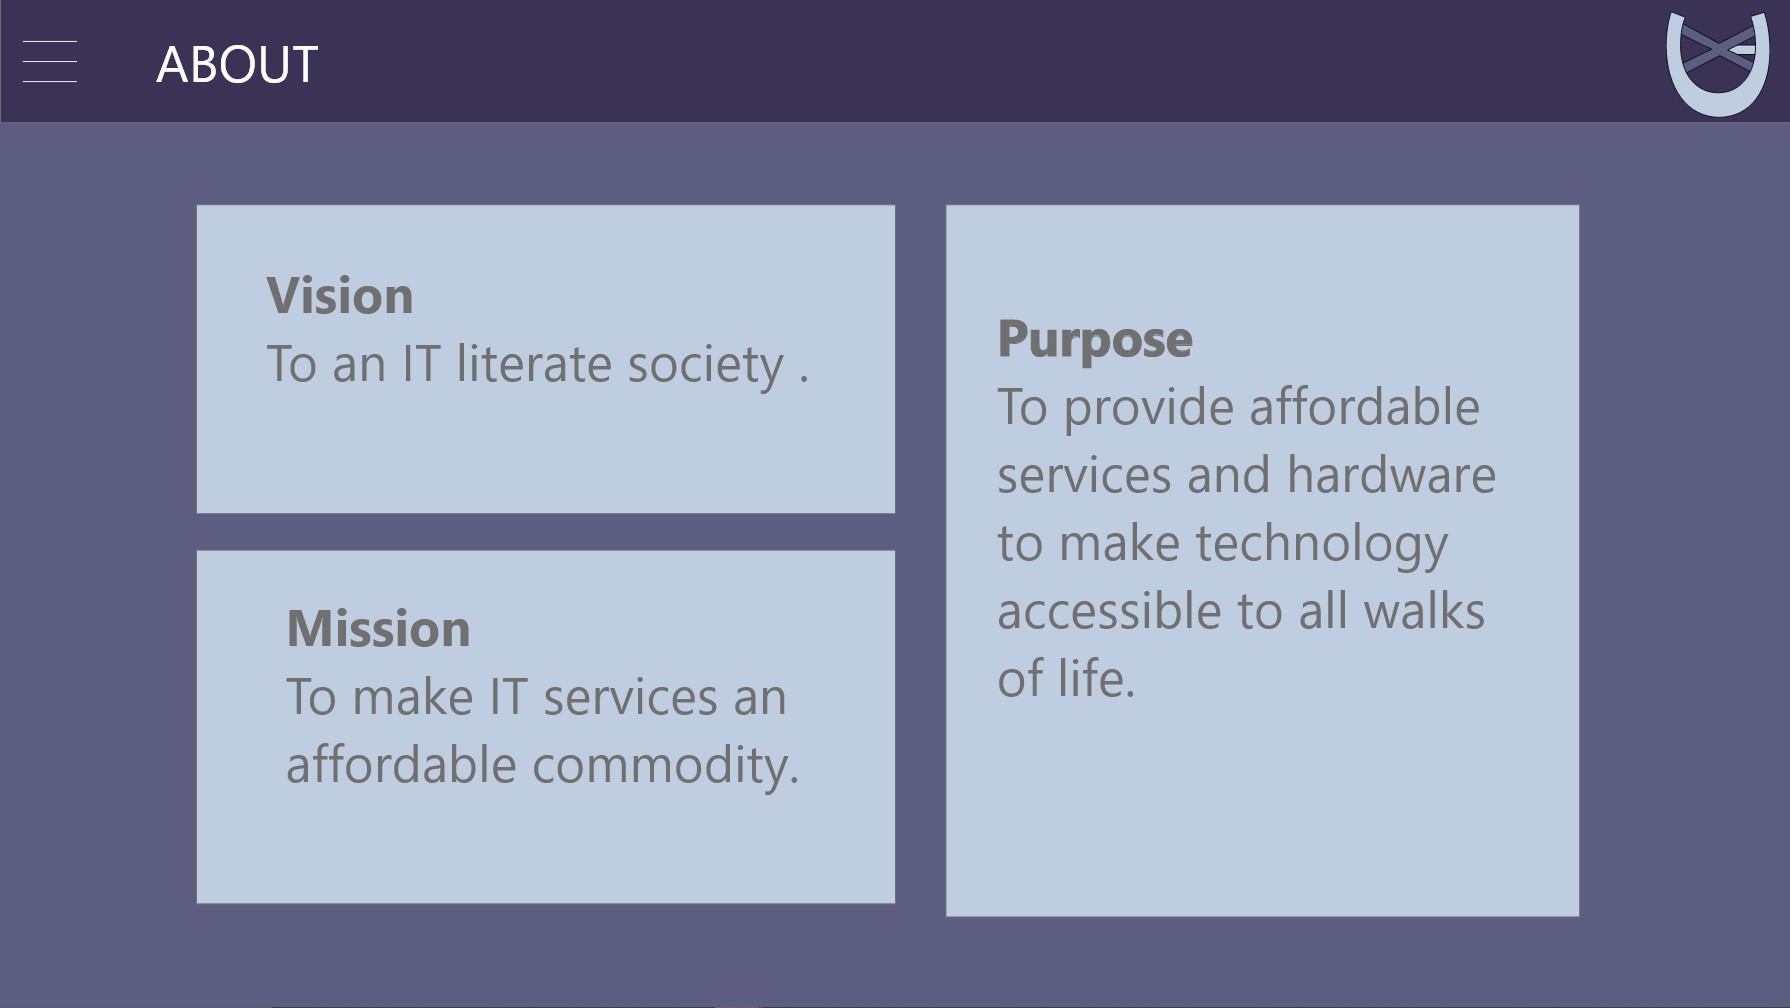 ABOUT
Vision
To an IT literate society .
Mission
To make IT services an
affordable commodity.
Purpose
To provide affordable
services and hardware
to make technology
accessible to all walks
of life.